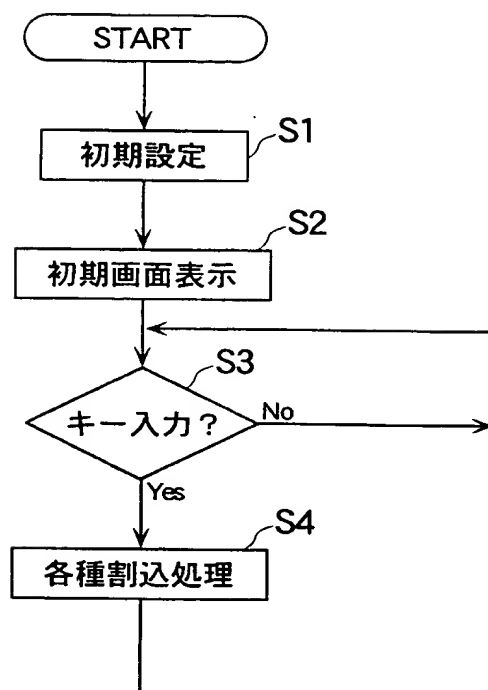 START
S1
初期設定
S2
初期画面表示
S3
キー入力？
No
Yes
S4
各種割込処理